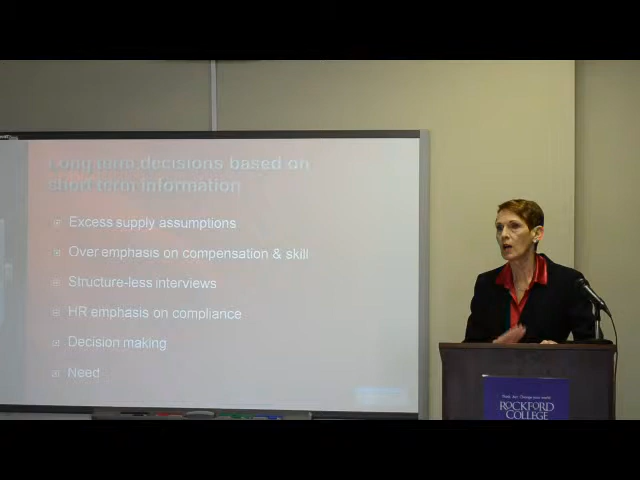 Long term decisions based on
short term information
Excess supply assumptions
Over emphasis on compensation & skill
Structure-less interviews
HR emphasis on compliance
Decision making
Need
ROCKFORD
COLLEGE